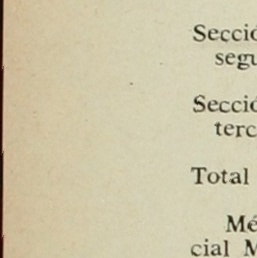 Secció
segu
Secció
terc
Total
Mé
cial M